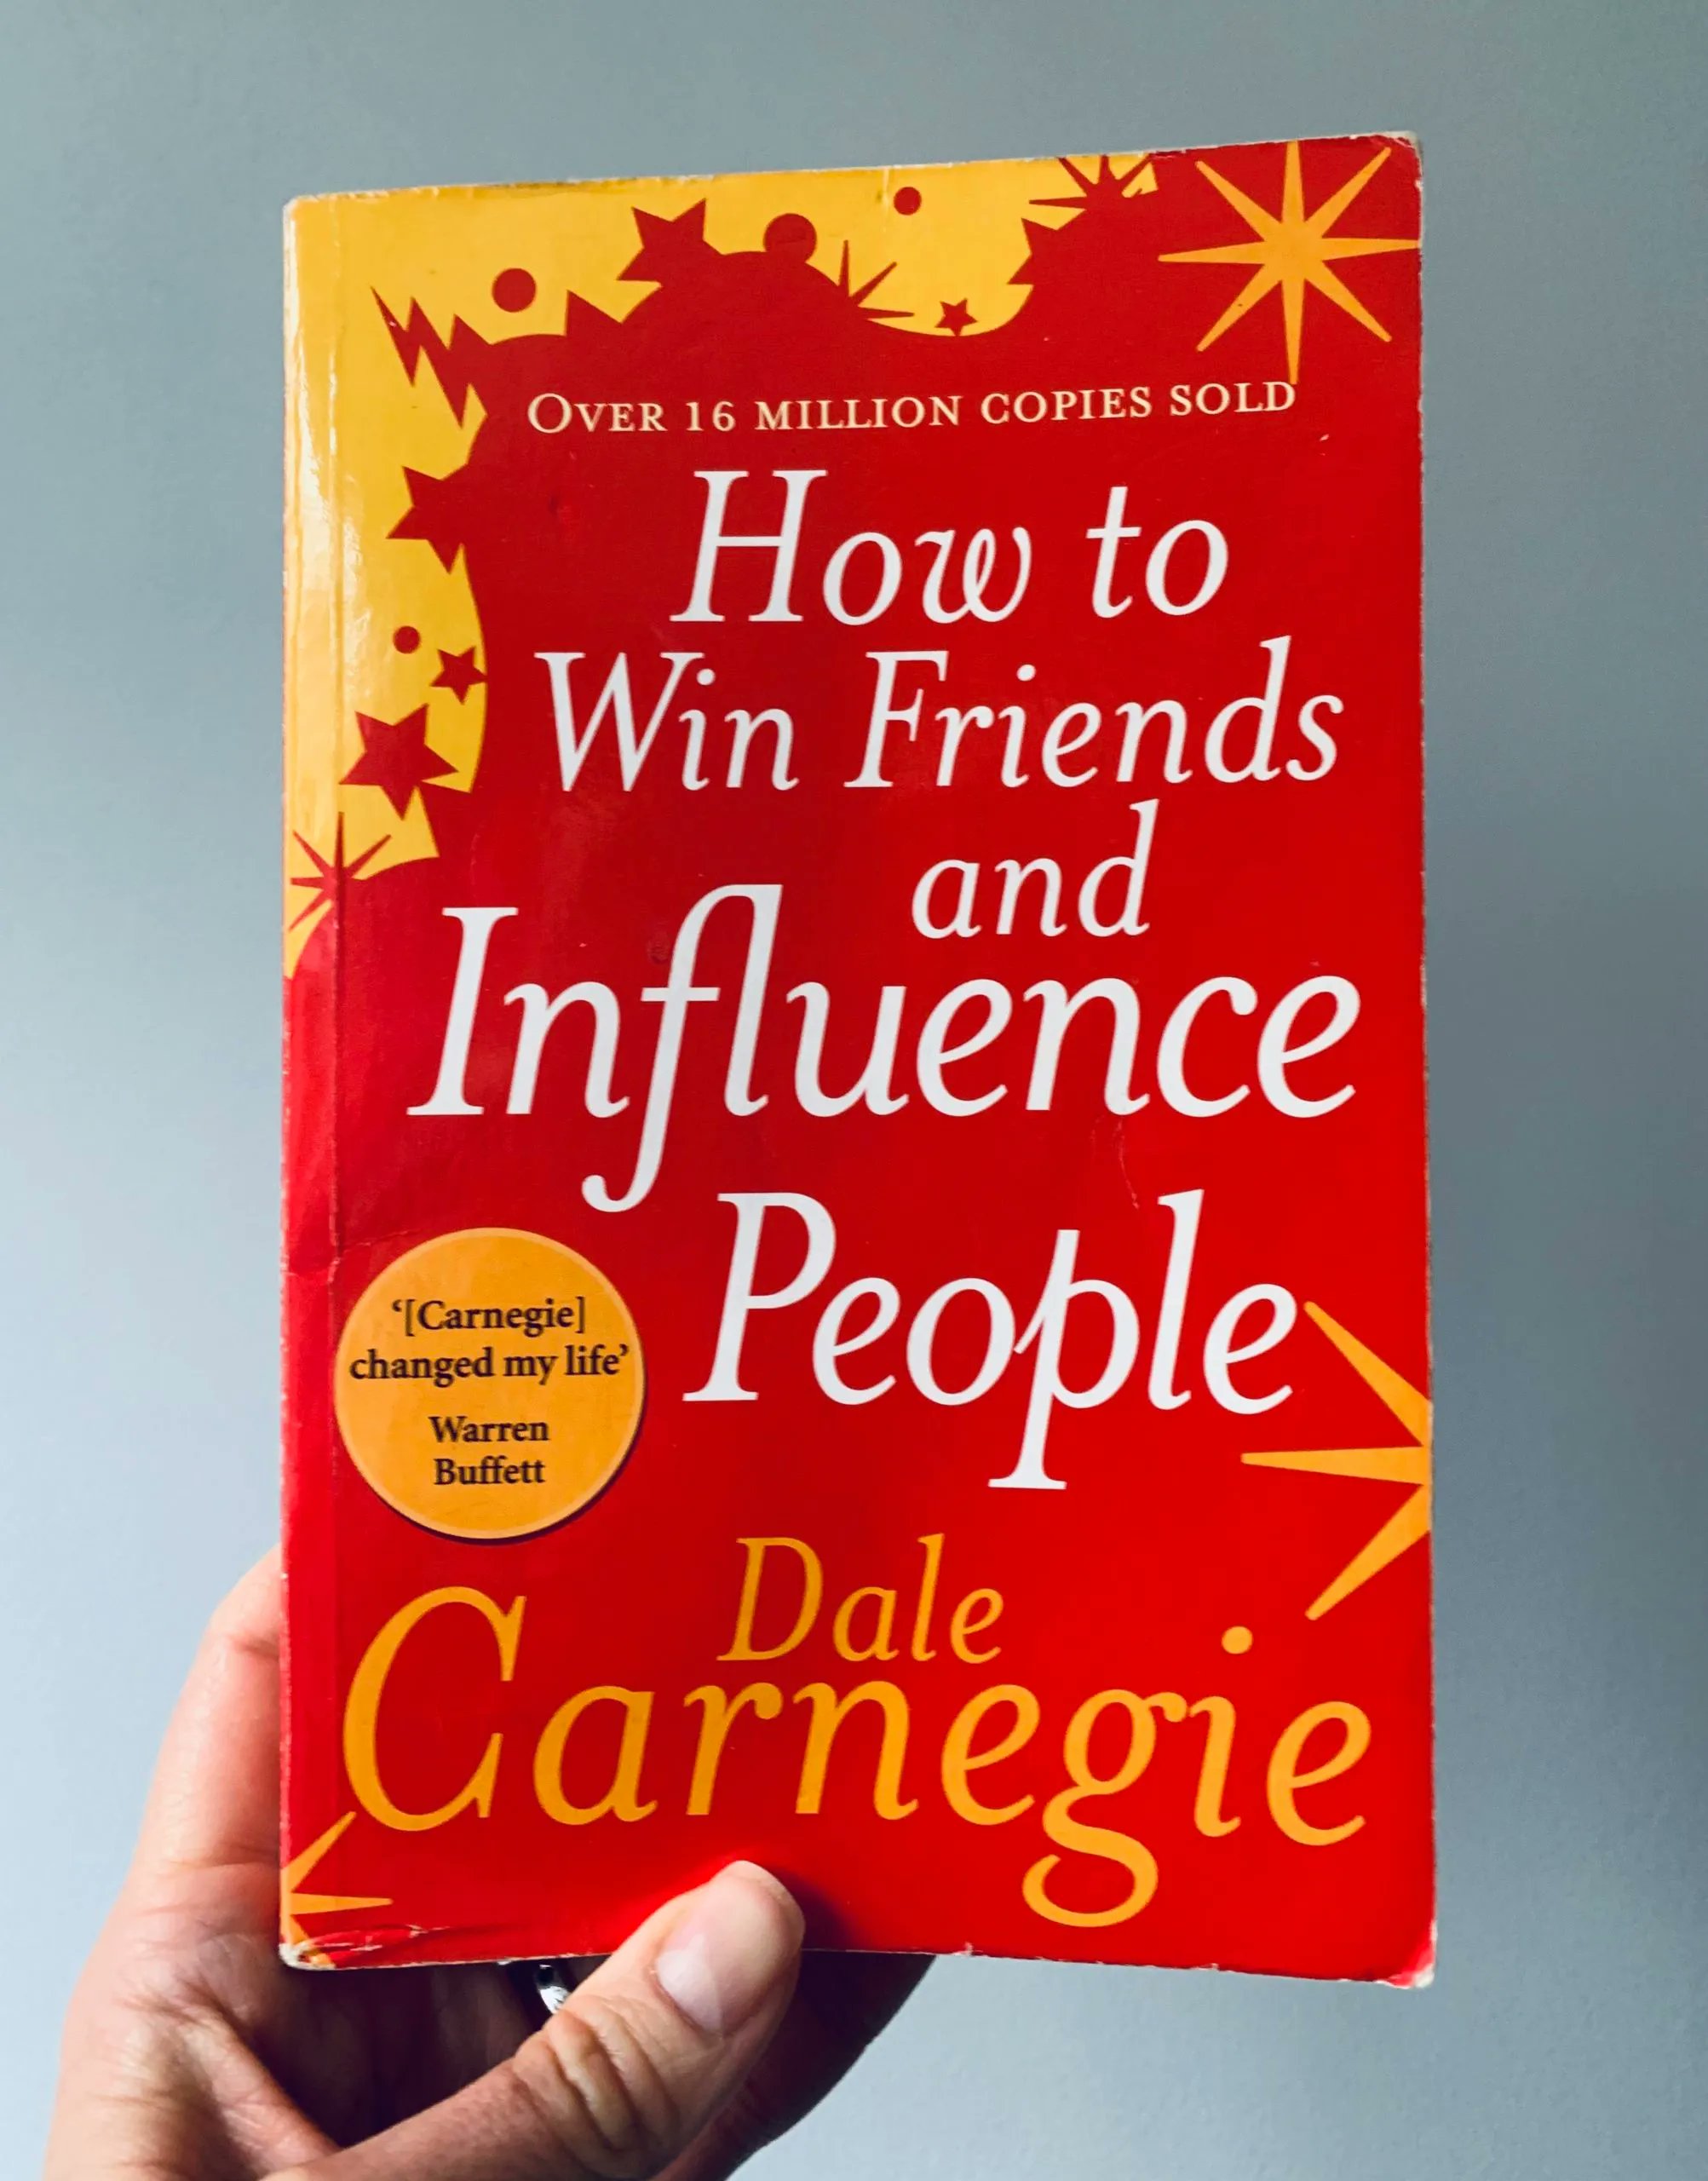 OVER 16 MILLION COPIES SOLD
How to
Win Friends
and
Influence
People
‘[Carnegie]
changed my life’
Warren
Buffett
Dale
Carnegie